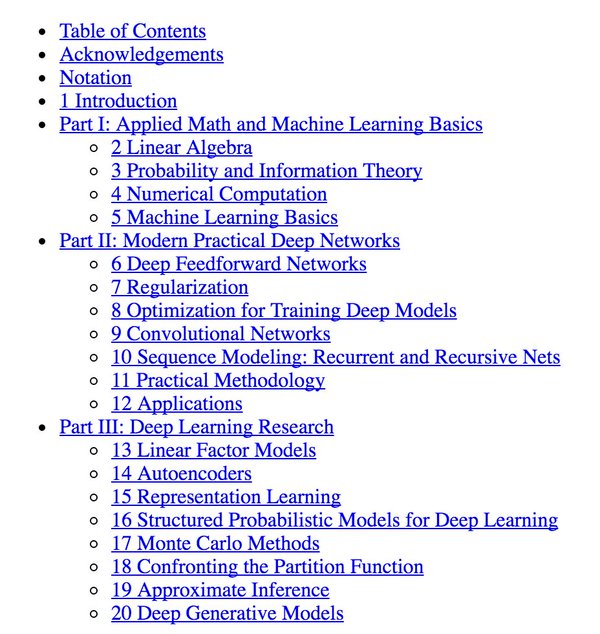 Table of Contents
Acknowledgements
Notation
1 Introduction
Part I: Applied Math and Machine Learning Basics
2 Linear Algebra
3 Probability and Information Theory
4 Numerical Computation
5 Machine Learning Basics
Part II: Modern Practical Deep Networks
6 Deep Feedforward Networks
7 Regularization
8 Optimization for Training Deep Models
9 Convolutional Networks
10 Sequence Modeling: Recurrent and Recursive Nets
11 Practical Methodology
12 Applications
Part III: Deep Learning Research
13 Linear Factor Models
14 Autoencoders
15 Representation Learning
16 Structured Probabilistic Models for Deep Learning
17 Monte Carlo Methods
18 Confronting the Partition Function
19 Approximate Inference
20 Deep Generative Models